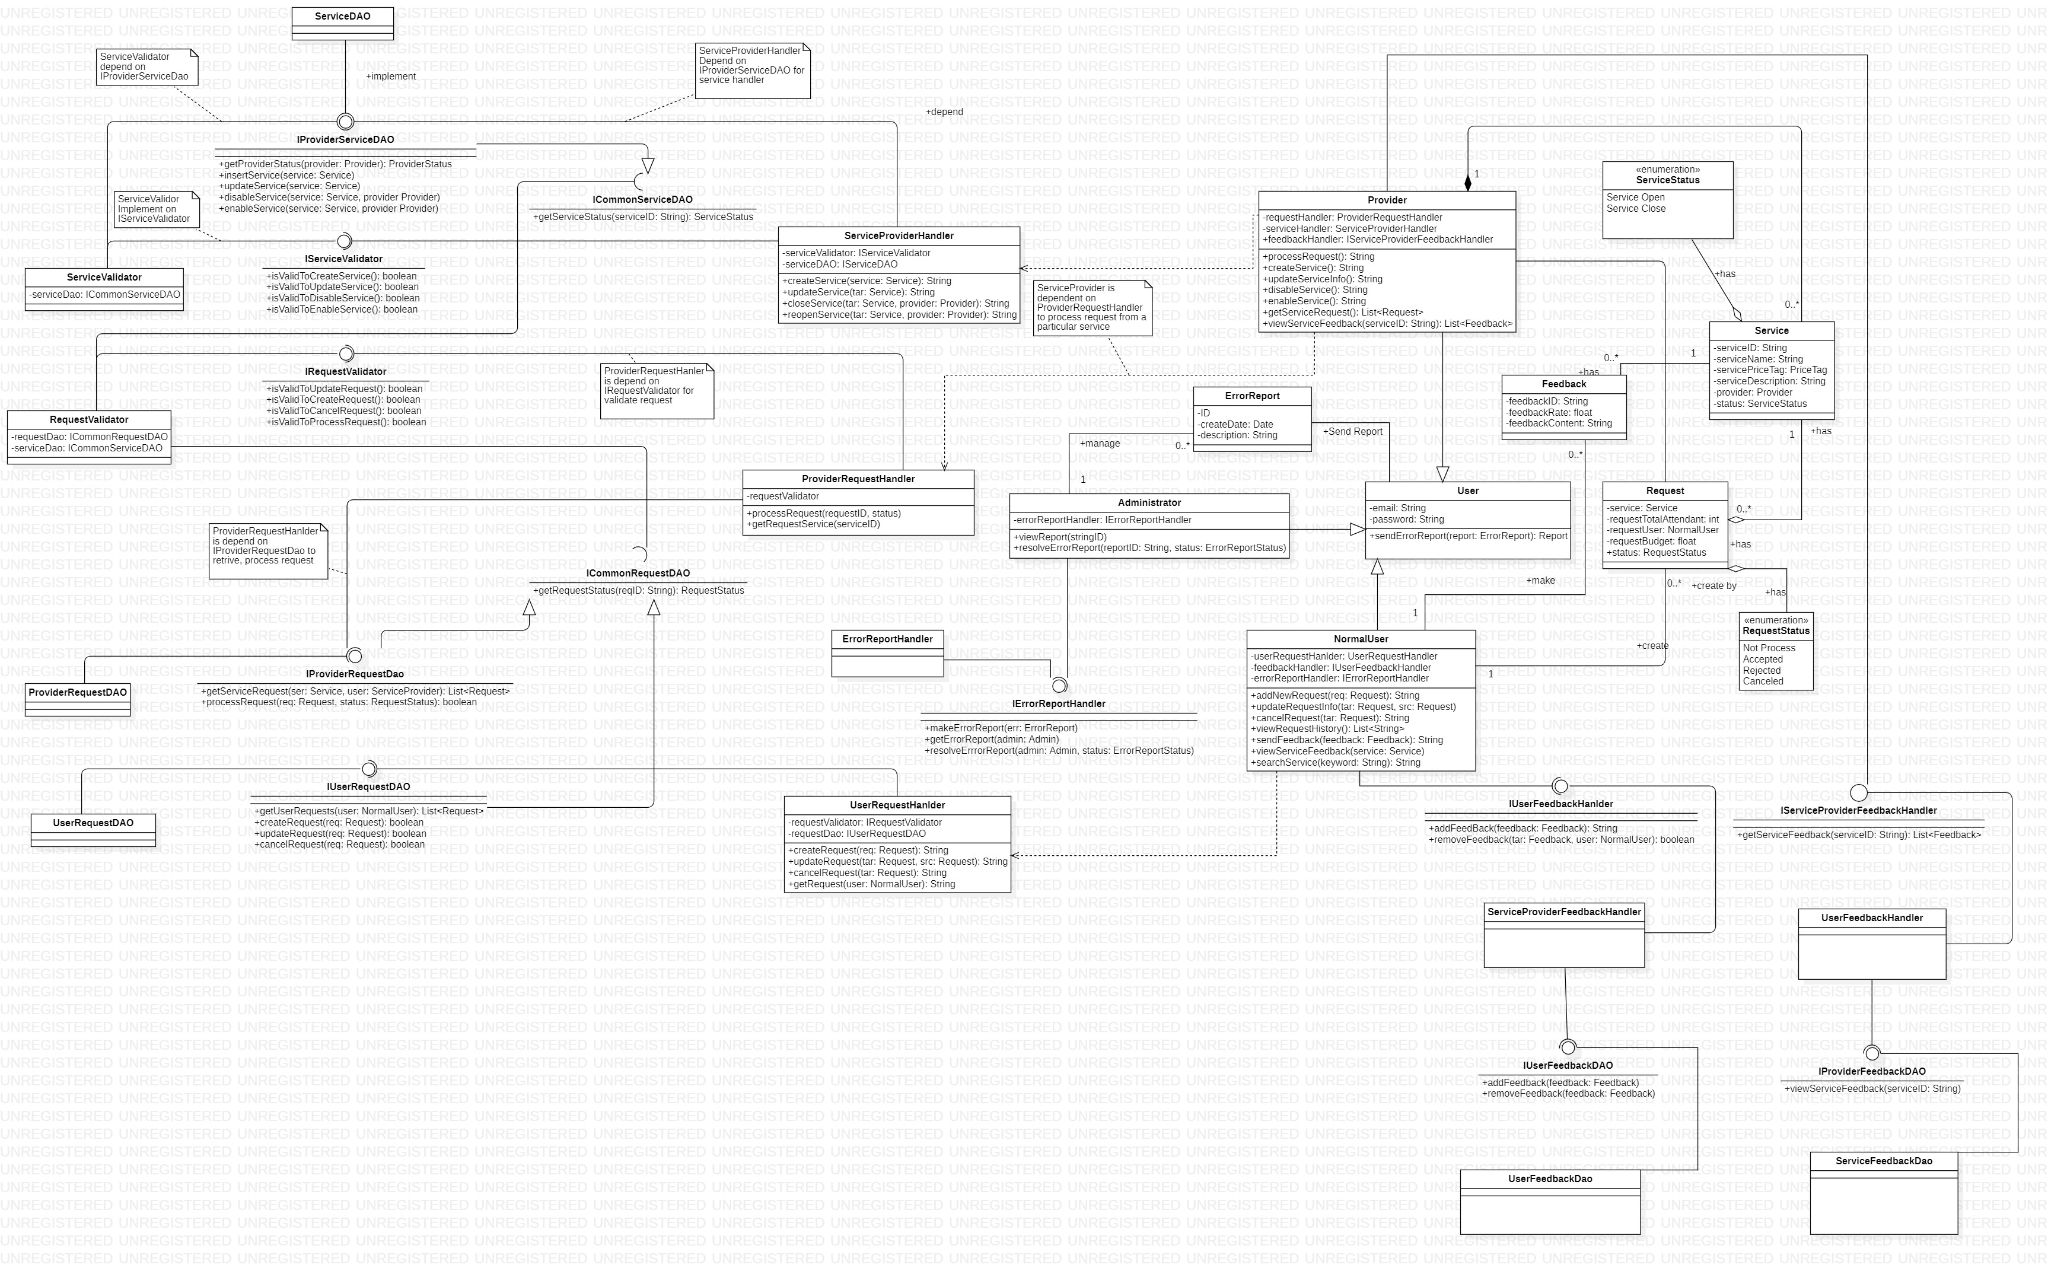 ServiceDAO
ServiceValidator
depend on
IProviderServiceDao
+implement
ServiceProviderHandler
Depend on
IProviderServiceDAO for
service handler
+depend
IProviderServiceDAO
+getProviderStatus(provider: Provider): ProviderStatus
+insertService(service: Service)
+updateService(service: Service)
+disableService(service: Service, provider Provider)
+enableService(service: Service, provider Provider)
ICommonServiceDAO
+getServiceStatus(serviceID: String): ServiceStatus
ServiceValidor
Implement on
IServiceValidator
ServiceValidator
-serviceDao: ICommonServiceDAO
IServiceValidator
+isValidToCreateService(): boolean
+isValidToUpdateService(): boolean
+isValidToDisableService(): boolean
+isValidToEnableService(): boolean
ServiceProviderHandler
-serviceValidator: IServiceValidator
-serviceDAO: IServiceDAO
+createService(service: Service): String
+updateService(tar: Service): String
+closeService(tar: Service, provider: Provider): String
+reopenService(tar: Service, provider: Provider): String
Provider
-requestHandler: ProviderRequestHandler
-serviceHandler: ServiceProviderHandler
+feedbackHandler: IServiceProviderFeedbackHandler
+processRequest(): String
+createService(): String
+updateServiceInfo(): String
+disableService(): String
+enableService(): String
+getServiceRequest(): List<Request>
+viewServiceFeedback(serviceID: String): List<Feedback>
1
«enumeration»
ServiceStatus
Service Open
Service Close
+has
0..*
Service
-serviceID: String
-serviceName: String
-servicePriceTag: PriceTag
-serviceDescription: String
-provider: Provider
-status: ServiceStatus
1
0..*
+has
1
+has
Feedback
-feedbackID: String
-feedbackRate: float
-feedbackContent: String
0..*
ServiceProvider is
dependent on
ProviderRequestHandler
to process request from a
particular service
IRequestValidator
+isValidToUpdateRequest(): boolean
+isValidToCreateRequest(): boolean
+isValidToCancelRequest(): boolean
+isValidToProcessRequest(): boolean
ProviderRequestHanler
is depend on
IRequestValidator for
validate request
RequestValidator
-requestDao: ICommonRequestDAO
-serviceDao: ICommonServiceDAO
ErrorReport
-ID
-createDate: Date
-description: String
+Send Report
+manage
0..*
1
ProviderRequestHandler
-requestValidator
+processRequest(requestID, status)
+getRequestService(serviceID)
Administrator
-errorReportHandler: IErrorReportHandler
+viewReport(stringID)
+resolveErrorReport(reportID: String, status: ErrorReportStatus)
User
-email: String
-password: String
+sendErrorReport(report: ErrorReport): Report
Request
-service: Service
-requestTotalAttendant: int
-requestUser: NormalUser
-requestBudget: float
+status: RequestStatus
0..*
+has
0..*
+create by
+has
«enumeration»
RequestStatus
Not Process
Accepted
Rejected
Canceled
ProviderRequestHanlder
is depend on
IProviderRequestDao to
retrive, process request
ICommonRequestDAO
+getRequestStatus(reqID: String): RequestStatus
+make
1
+create
1
ErrorReportHandler
IErrorReportHandler
+makeErrorReport(err: ErrorReport)
+getErrorReport(admin: Admin)
+resolveErrrorReport(admin: Admin, status: ErrorReportStatus)
NormalUser
-userRequestHanlder: UserRequestHandler
-feedbackHandler: IUserFeedbackHandler
-errorReportHandler: IErrorReportHandler
+addNewRequest(req: Request): String
+updateRequestInfo(tar: Request, src: Request)
+cancelRequest(tar: Request): String
+viewRequestHistory(): List<String>
+sendFeedback(feedback: Feedback): String
+viewServiceFeedback(service: Service)
+searchService(keyword: String): String
IProviderRequestDao
+getServiceRequest(ser: Service, user: ServiceProvider): List<Request>
+processRequest(req: Request, status: RequestStatus): boolean
ProviderRequestDAO
IUserRequestDAO
+getUserRequests(user: NormalUser): List<Request>
+createRequest(req: Request): boolean
+updateRequest(req: Request): boolean
+cancelRequest(req: Request): boolean
UserRequestDAO
UserRequestHanlder
-requestValidator: IRequestValidator
-requestDao: IUserRequestDAO
+createRequest(req: Request): String
+updateRequest(tar: Request, src: Request): String
+cancelRequest(tar: Request): String
+getRequest(user: NormalUser): String
IUserFeedbackHanlder
+addFeedBack(feedback: Feedback): String
+removeFeedback(tar: Feedback, user: NormalUser): boolean
IServiceProviderFeedbackHandler
+getServiceFeedback(serviceID: String): List<Feedback>
ServiceProviderFeedbackHandler
UserFeedbackHandler
IUserFeedbackDAO
+addFeedback(feedback: Feedback)
+removeFeedback(feedback: Feedback)
IProviderFeedbackDAO
+viewServiceFeedback(serviceID: String)
UserFeedbackDao
ServiceFeedbackDao
UNREGISTERED